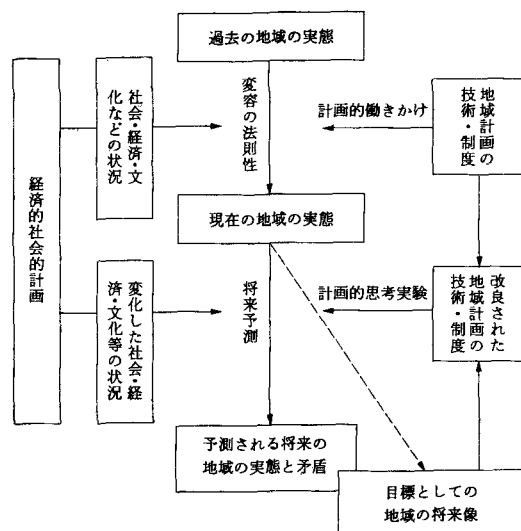 過去の地域の実態
経済的社会的計画
社会・経済・文
化などの状況
変容の法則性
計画的働きかけ
地域計画の
技術・制度
現在の地域の実態
変化した社会・経
済・文化等の状況
将来予測
計画的思考実験
改良された
地域計画の
技術・制度
予測される将来の
地域の実態と矛盾
目標としての
地域の将来像